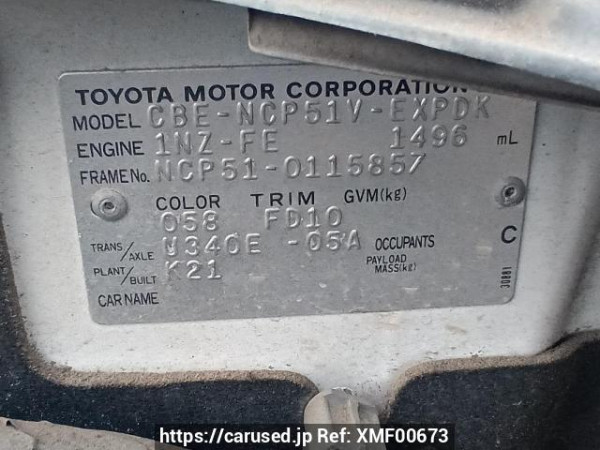 TOYOTA MOTOR CORPORATION
MODEL CBE-NCP51V-EXPDK
ENGINE 1NZ-FE 1496 mL
FRAME No. NCP51-0115857
COLOR TRIM GVM(kg)
058 FD10
TRANS/AXLE U340E -05A OCCUPANTS C
PLANT/BUILT K21 PAYLOAD MASS(kg)
CAR NAME
30881
https://carused.jp Ref: XMF00673